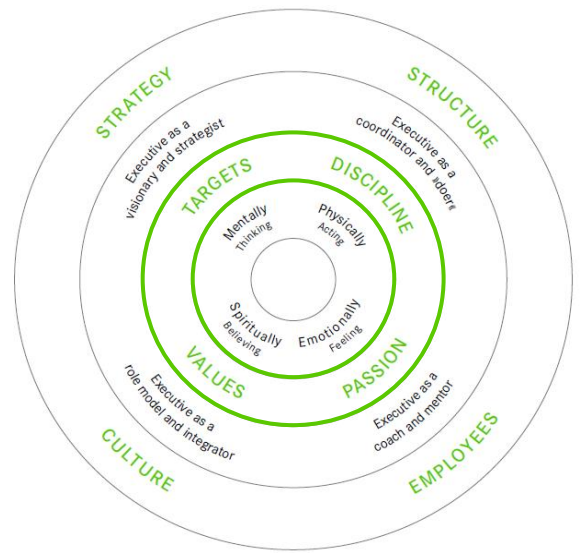 STRATEGY
STRUCTURE
Executive as a
visionary and strategist
Executive as a
coordinator and »doer«
TARGETS
DISCIPLINE
Mentally
Thinking
Physically
Acting
Spiritually
Believing
Emotionally
Feeling
VALUES
PASSION
Executive as a
role model and integrator
Executive as a
coach and mentor
CULTURE
EMPLOYEES